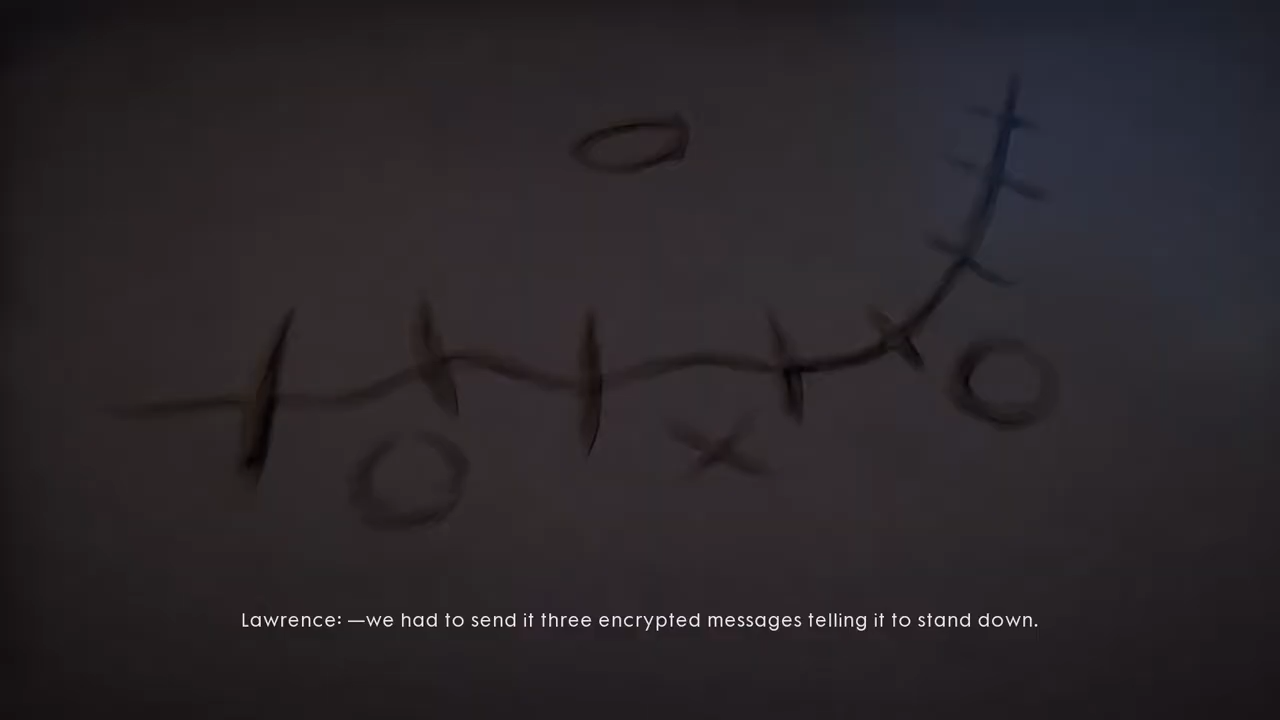 Lawrence: —we had to send it three encrypted messages telling it to stand down.